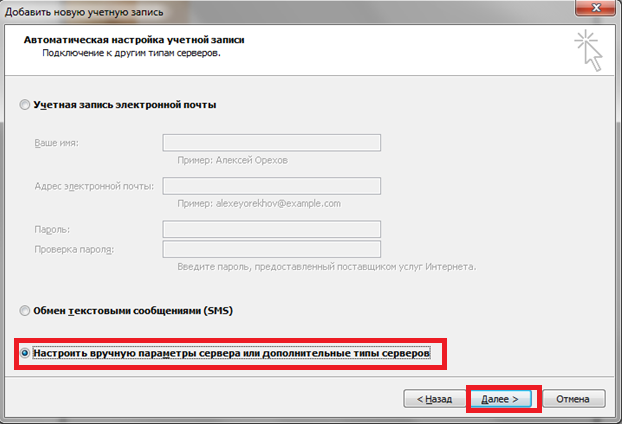 Добавить новую учетную запись
Автоматическая настройка учетной записи
Подключение к другим типам серверов.
Учетная запись электронной почты
Ваше имя:
Пример: Алексей Орехов
Адрес электронной почты:
Пример: alexeyorekhov@example.com
Пароль:
Проверка пароля:
Введите пароль, предоставленный поставщиком услуг Интернета.
Обмен текстовыми сообщениями (SMS)
Настроить вручную параметры сервера или дополнительные типы серверов
< Назад Далее > Отмена